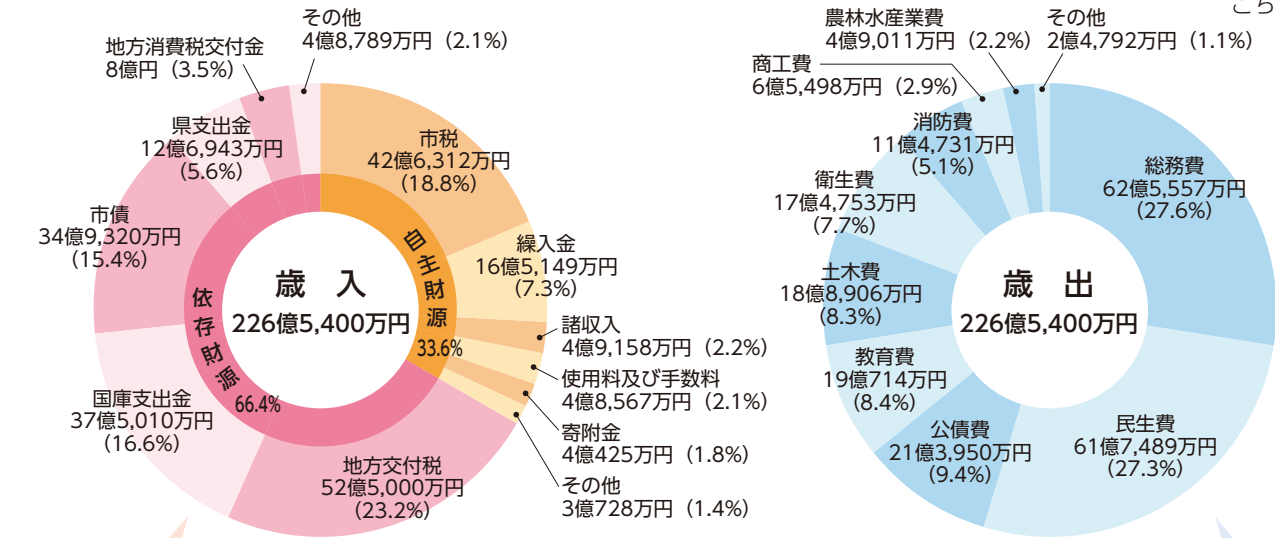 こち
その他
4億8,789万円（2.1%）
地方消費税交付金
8億円（3.5%）
県支出金
12億6,943万円
（5.6%）
市債
34億9,320万円
（15.4%）
国庫支出金
37億5,010万円
（16.6%）
地方交付税
52億5,000万円
（23.2%）
市税
42億6,312万円
（18.8%）
繰入金
16億5,149万円
（7.3%）
諸収入
4億9,158万円（2.2%）
使用料及び手数料
4億8,567万円（2.1%）
寄附金
4億425万円（1.8%）
その他
3億728万円（1.4%）
自主財源
33.6%
依存財源
66.4%
歳　入
226億5,400万円
農林水産業費
4億9,011万円（2.2%）
その他
2億4,792万円（1.1%）
商工費
6億5,498万円（2.9%）
消防費
11億4,731万円
（5.1%）
衛生費
17億4,753万円
（7.7%）
土木費
18億8,906万円
（8.3%）
教育費
19億714万円
（8.4%）
公債費
21億3,950万円
（9.4%）
民生費
61億7,489万円
（27.3%）
総務費
62億5,557万円
（27.6%）
歳　出
226億5,400万円